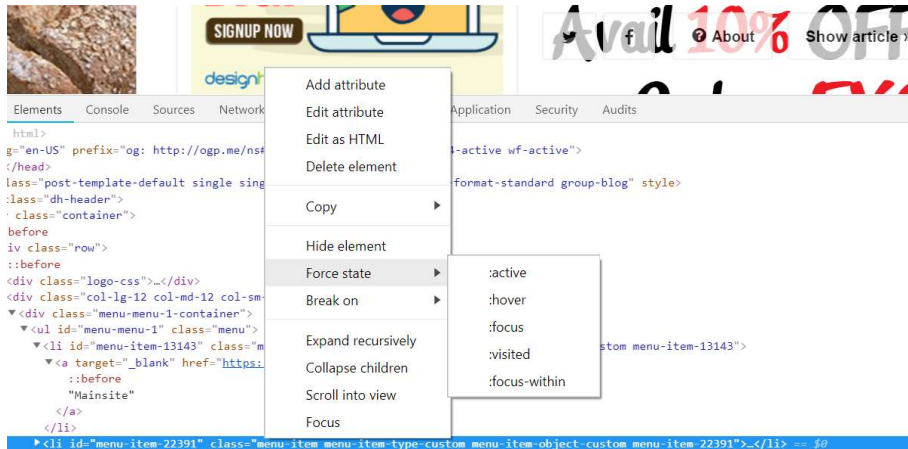 Avail 10% OFF
SIGNUP NOW
About
Show article »
design
Elements Console Sources Network Application Security Audits
html>
g="en-US" prefix="og: http://ogp.me/ns# 4-active wf-active">
</head>
lass="post-template-default single sing -format-standard group-blog" style>
class="dh-header">
class="container">
before
iv class="row">
::before
<div class="logo-css">…</div>
<div class="col-lg-12 col-md-12 col-sm-
▼<div class="menu-menu-1-container">
▼<ul id="menu-menu-1" class="menu">
▼<li id="menu-item-13143" class="m stom menu-item-13143">
▼<a target="_blank" href="https:
::before
"Mainsite"
</a>
</li>
▶<li id="menu-item-22391" class="menu-item menu-item-type-custom menu-item-object-custom menu-item-22391">…</li> == $0
Add attribute
Edit attribute
Edit as HTML
Delete element
Copy
Hide element
Force state
Break on
Expand recursively
Collapse children
Scroll into view
Focus
:active
:hover
:focus
:visited
:focus-within